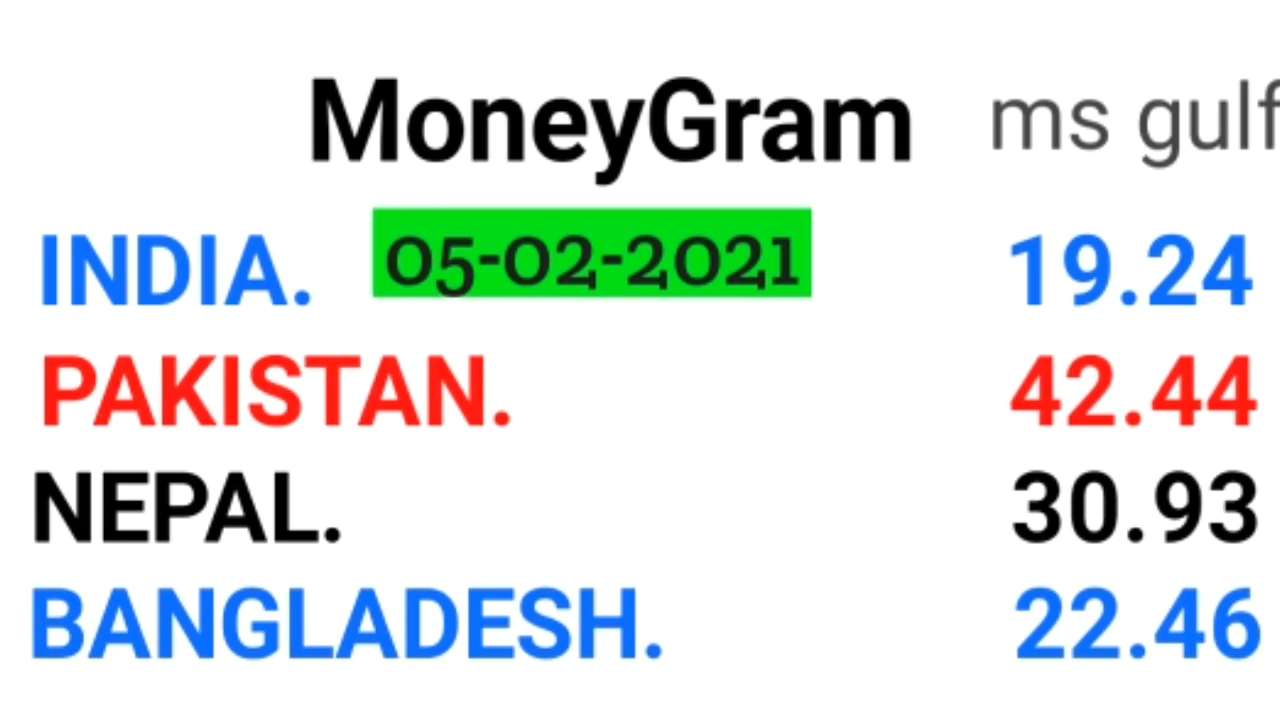 MoneyGram ms gulf
INDIA. 05-02-2021 19.24
PAKISTAN. 42.44
NEPAL. 30.93
BANGLADESH. 22.46